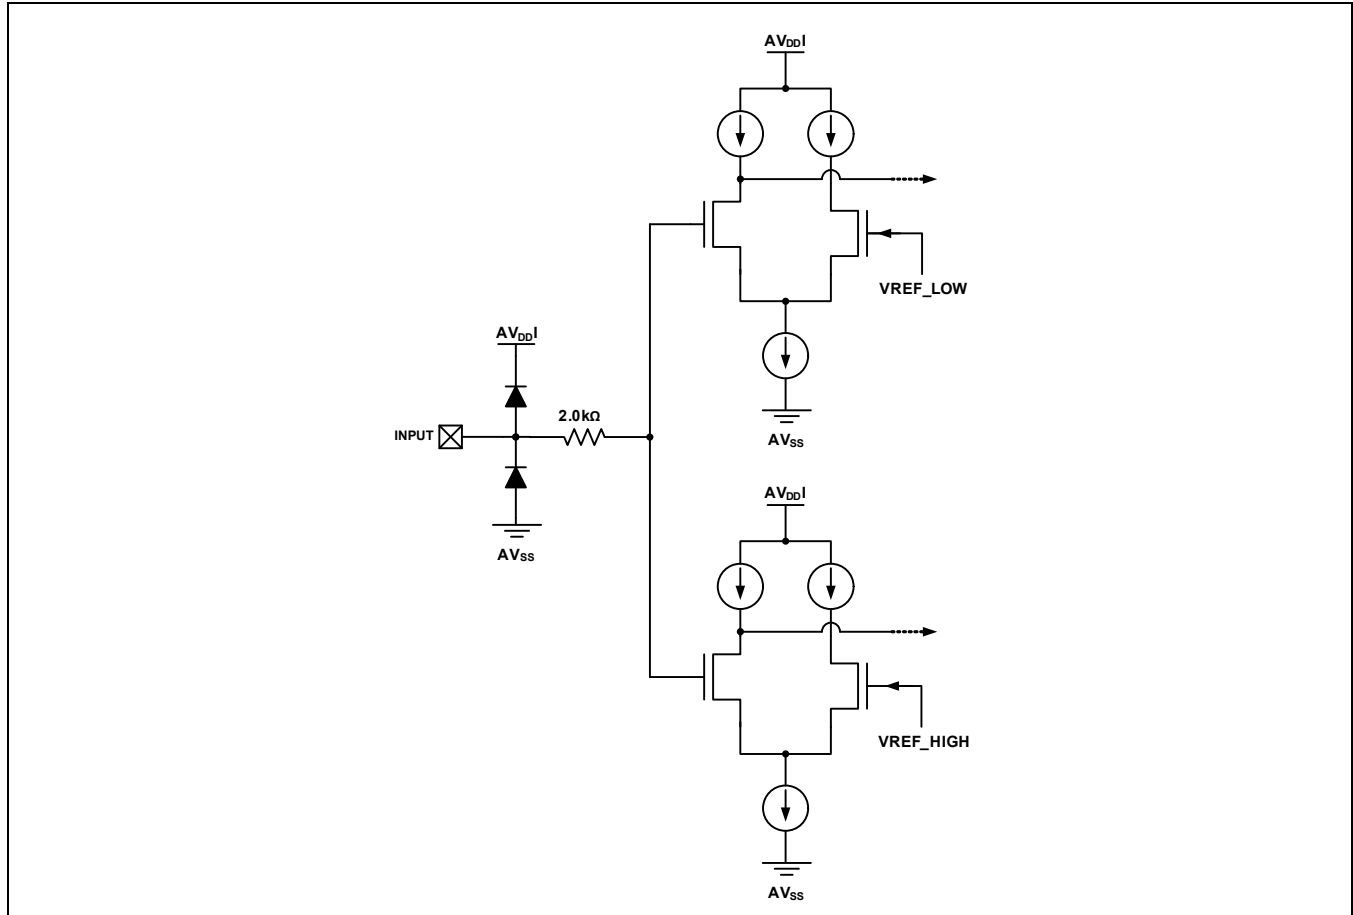 AVDDI
VREF_LOW
AVDDI
2.0kΩ
INPUT
AVSS
AVSS
AVDDI
VREF_HIGH
AVSS